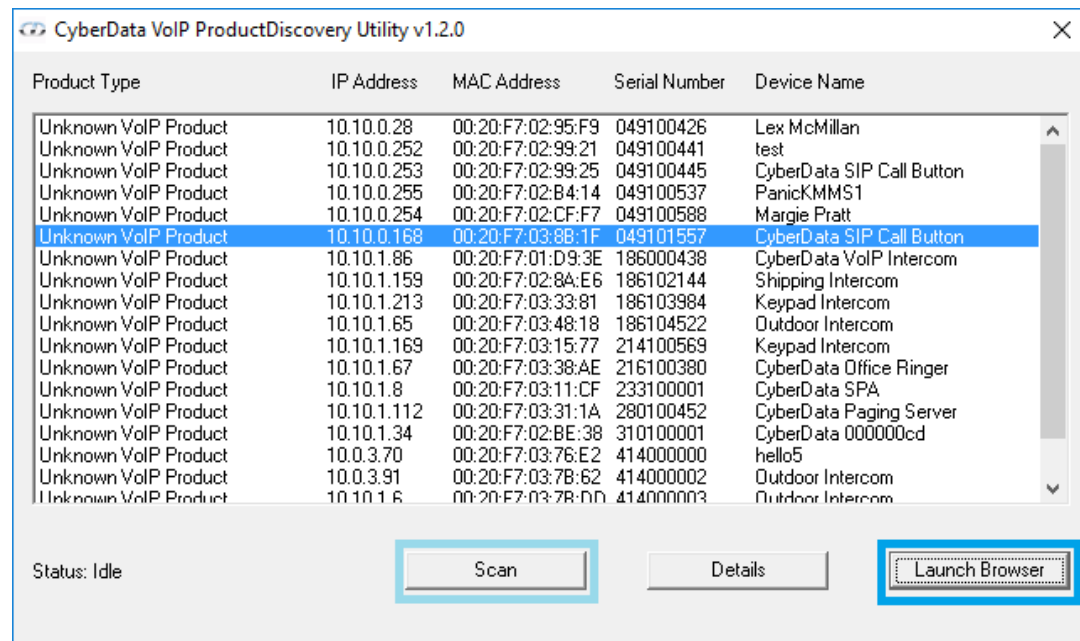 CyberData VoIP ProductDiscovery Utility v1.2.0
Product Type IP Address MAC Address Serial Number Device Name
Unknown VoIP Product 10.10.0.28 00:20:F7:02:95:F9 049100426 Lex McMillan
Unknown VoIP Product 10.10.0.252 00:20:F7:02:99:21 049100441 test
Unknown VoIP Product 10.10.0.253 00:20:F7:02:99:25 049100445 CyberData SIP Call Button
Unknown VoIP Product 10.10.0.255 00:20:F7:02:B4:14 049100537 PanicKMMS1
Unknown VoIP Product 10.10.0.254 00:20:F7:02:CF:F7 049100588 Margie Pratt
Unknown VoIP Product 10.10.0.168 00:20:F7:03:8B:1F 049101557 CyberData SIP Call Button
Unknown VoIP Product 10.10.1.86 00:20:F7:01:D9:3E 186000438 CyberData VoIP Intercom
Unknown VoIP Product 10.10.1.159 00:20:F7:02:8A:E6 186102144 Shipping Intercom
Unknown VoIP Product 10.10.1.213 00:20:F7:03:33:81 186103984 Keypad Intercom
Unknown VoIP Product 10.10.1.65 00:20:F7:03:48:18 186104522 Outdoor Intercom
Unknown VoIP Product 10.10.1.169 00:20:F7:03:15:77 214100569 Keypad Intercom
Unknown VoIP Product 10.10.1.67 00:20:F7:03:38:AE 216100380 CyberData Office Ringer
Unknown VoIP Product 10.10.1.8 00:20:F7:03:11:CF 233100001 CyberData SPA
Unknown VoIP Product 10.10.1.112 00:20:F7:03:31:1A 280100452 CyberData Paging Server
Unknown VoIP Product 10.10.1.34 00:20:F7:02:BE:38 310100001 CyberData 000000cd
Unknown VoIP Product 10.0.3.70 00:20:F7:03:76:E2 414000000 hello5
Unknown VoIP Product 10.0.3.91 00:20:F7:03:7B:62 414000002 Outdoor Intercom
Unknown VoIP Product 10.10.1.6 00:20:F7:03:7B:DD 414000003 Outdoor Intercom
Status: Idle Scan Details Launch Browser